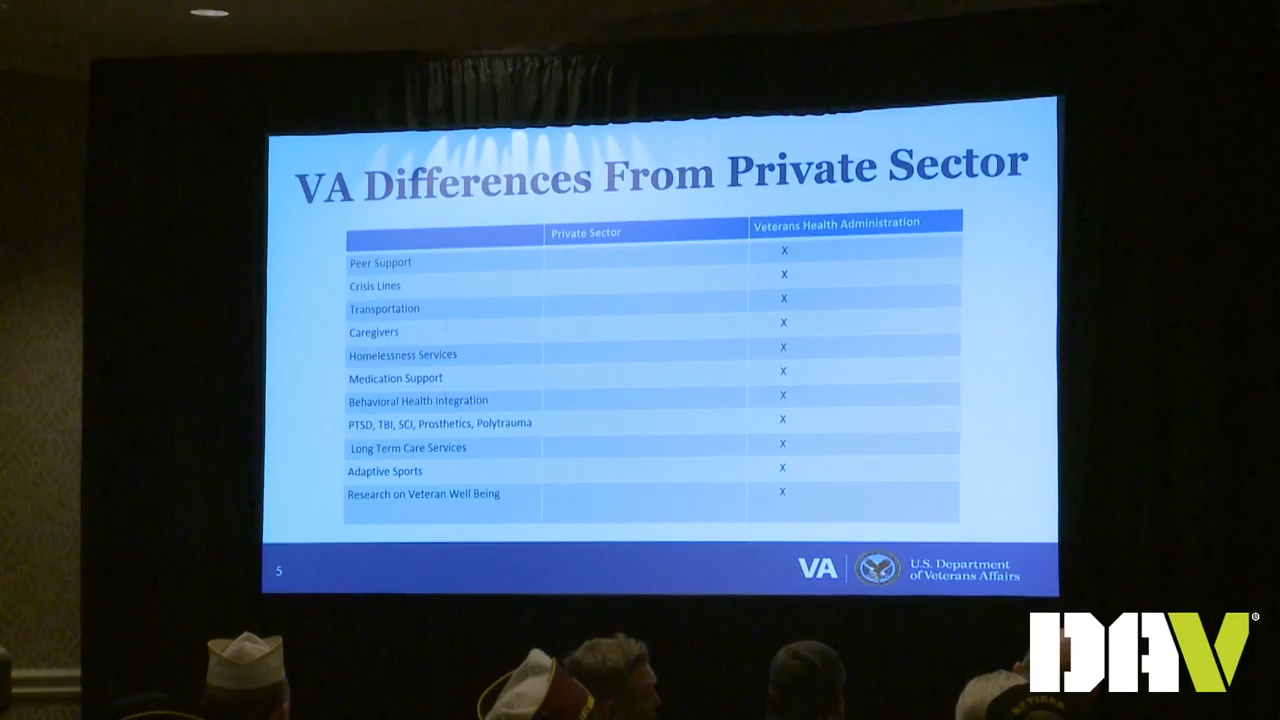 VA Differences From Private Sector
Private Sector Veterans Health Administration
Peer Support X
Crisis Lines X
Transportation X
Caregivers X
Homelessness Services X
Medication Support X
Behavioral Health Integration X
PTSD, TBI, SCI, Prosthetics, Polytrauma X
Long Term Care Services X
Adaptive Sports X
Research on Veteran Well Being X
5
VA
U.S. Department
of Veterans Affairs
DAV®
RETIRED